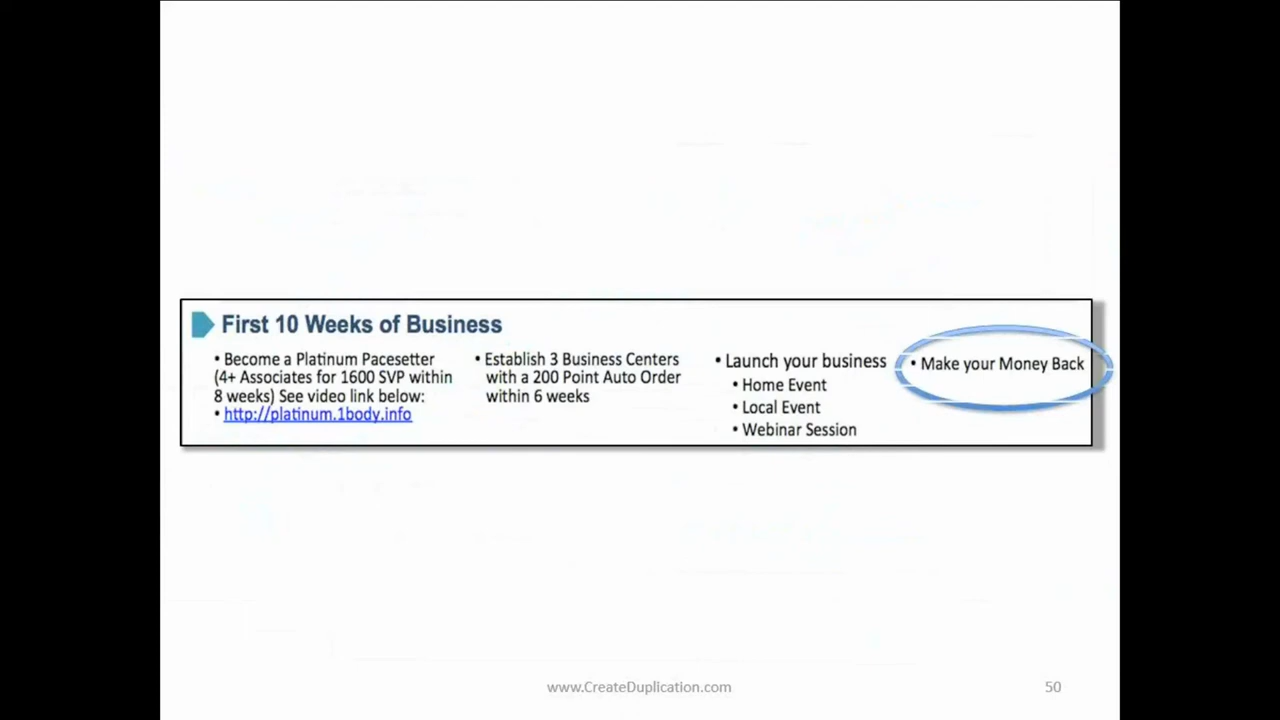 First 10 Weeks of Business
• Become a Platinum Pacesetter
(4+ Associates for 1600 SVP within
8 weeks) See video link below:
• http://platinum.1body.info
• Establish 3 Business Centers
with a 200 Point Auto Order
within 6 weeks
• Launch your business
• Home Event
• Local Event
• Webinar Session
• Make your Money Back
www.CreateDuplication.com
50